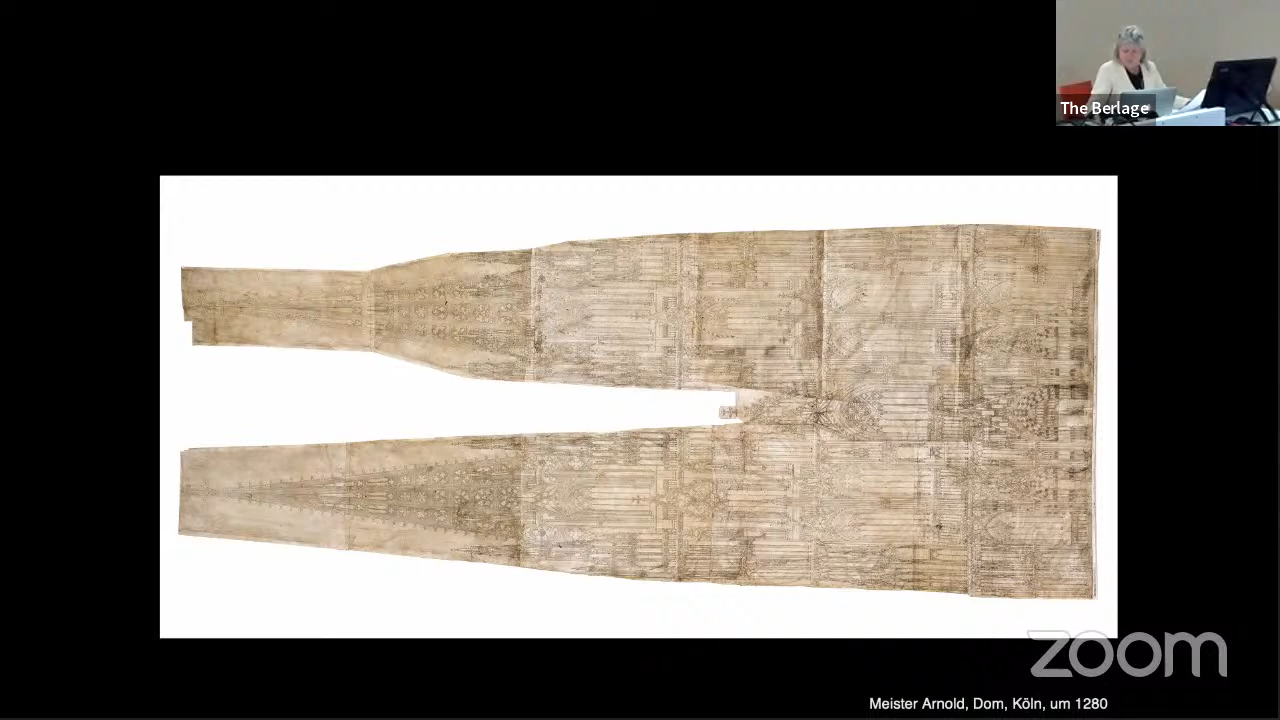 The Berlage
zoom
Meister Arnold, Dom, Köln, um 1280